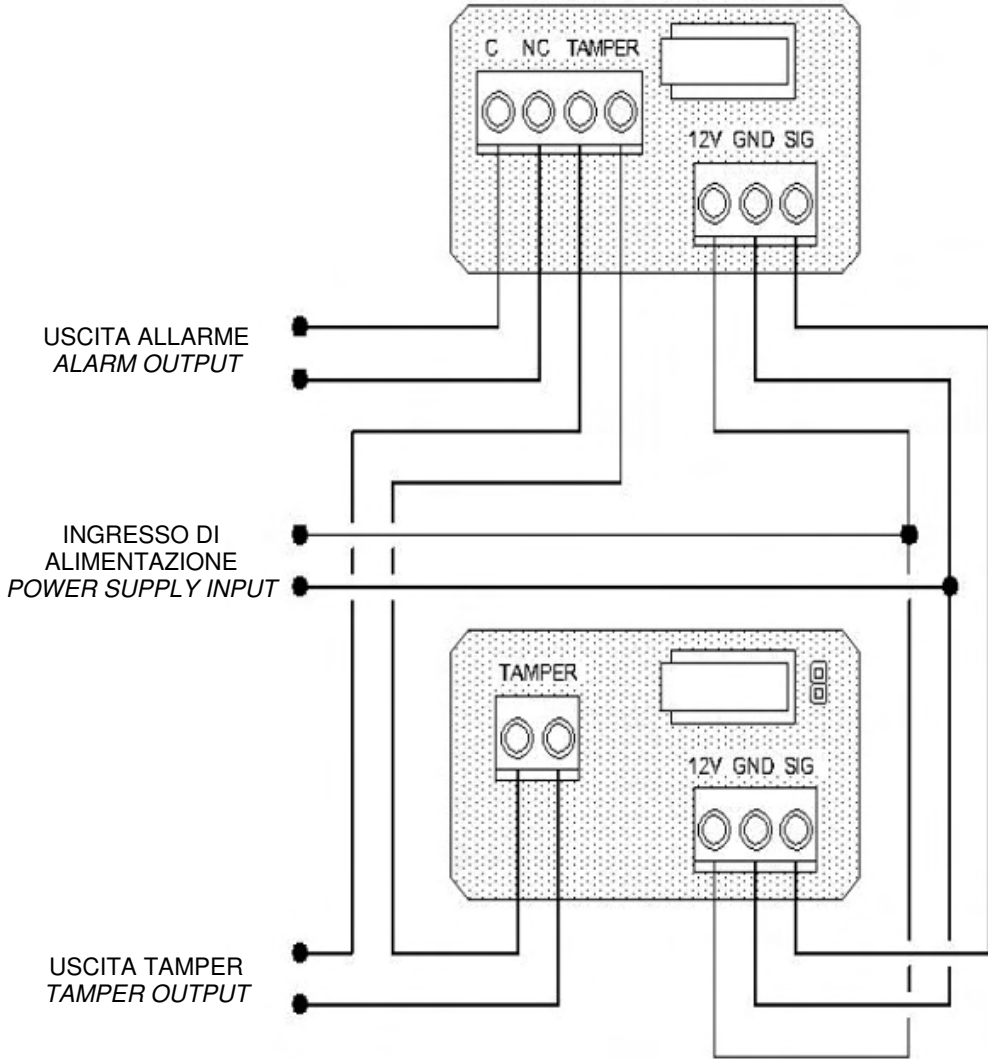 C NC TAMPER
12V GND SIG
USCITA ALLARME
ALARM OUTPUT
INGRESSO DI
ALIMENTAZIONE
POWER SUPPLY INPUT
TAMPER
12V GND SIG
USCITA TAMPER
TAMPER OUTPUT